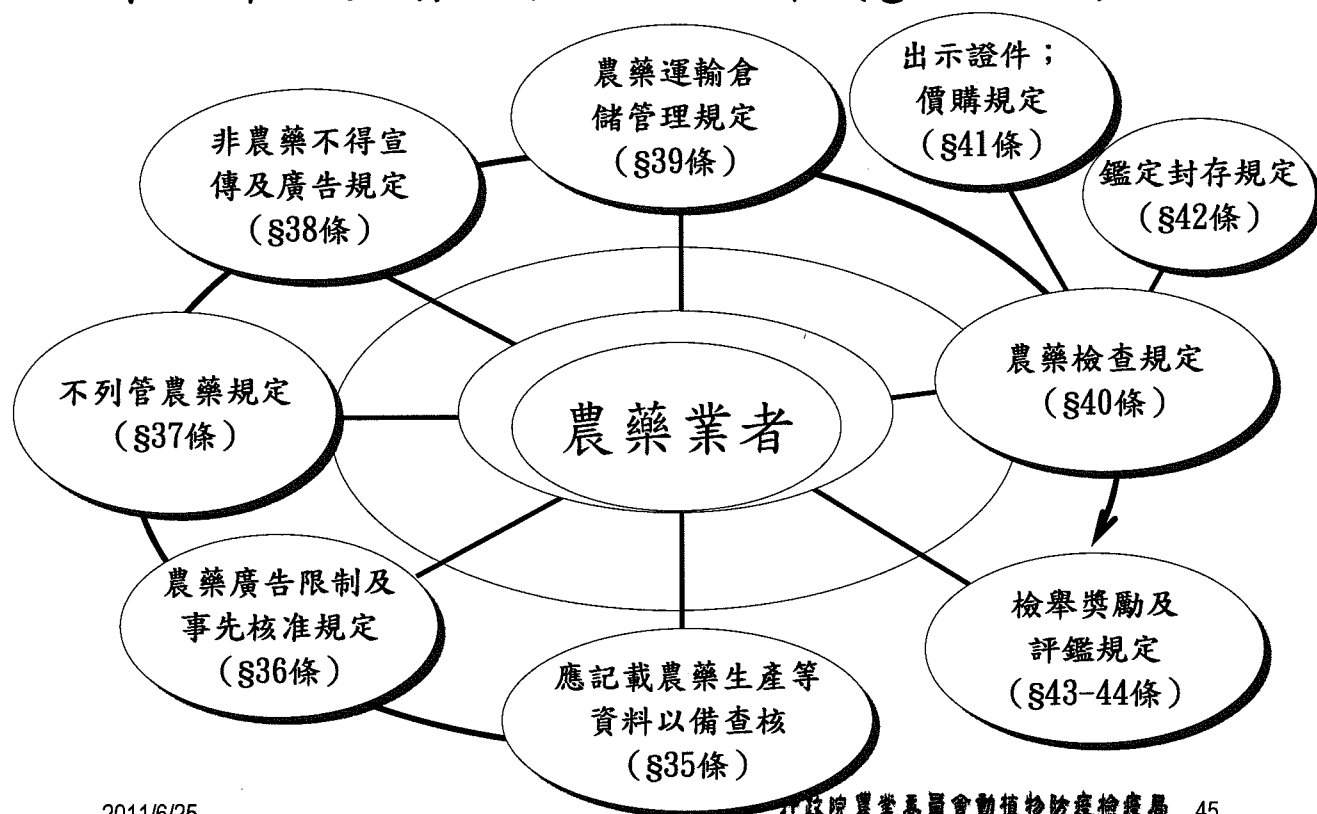 農藥運輸倉
儲管理規定
(§39條)
出示證件;
價購規定
(§41條)
鑑定封存規定
(§42條)
非農藥不得宣
傳及廣告規定
(§38條)
農藥檢查規定
(§40條)
不列管農藥規定
(§37條)
農藥業者
農藥廣告限制及
事先核准規定
(§36條)
應記載農藥生產等
資料以備查核
(§35條)
檢舉獎勵及
評鑑規定
(§43-44條)
2011/6/25
行政院農業委員會動植物防疫檢疫局 45